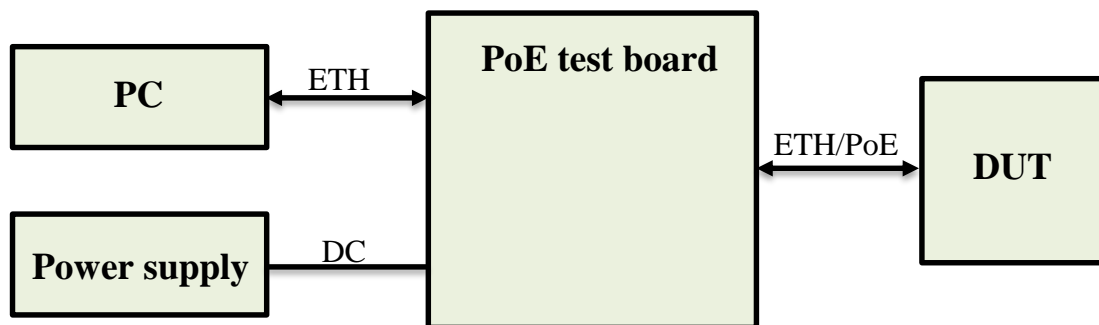 PoE test board
PC
ETH
ETH/PoE
DUT
Power supply
DC